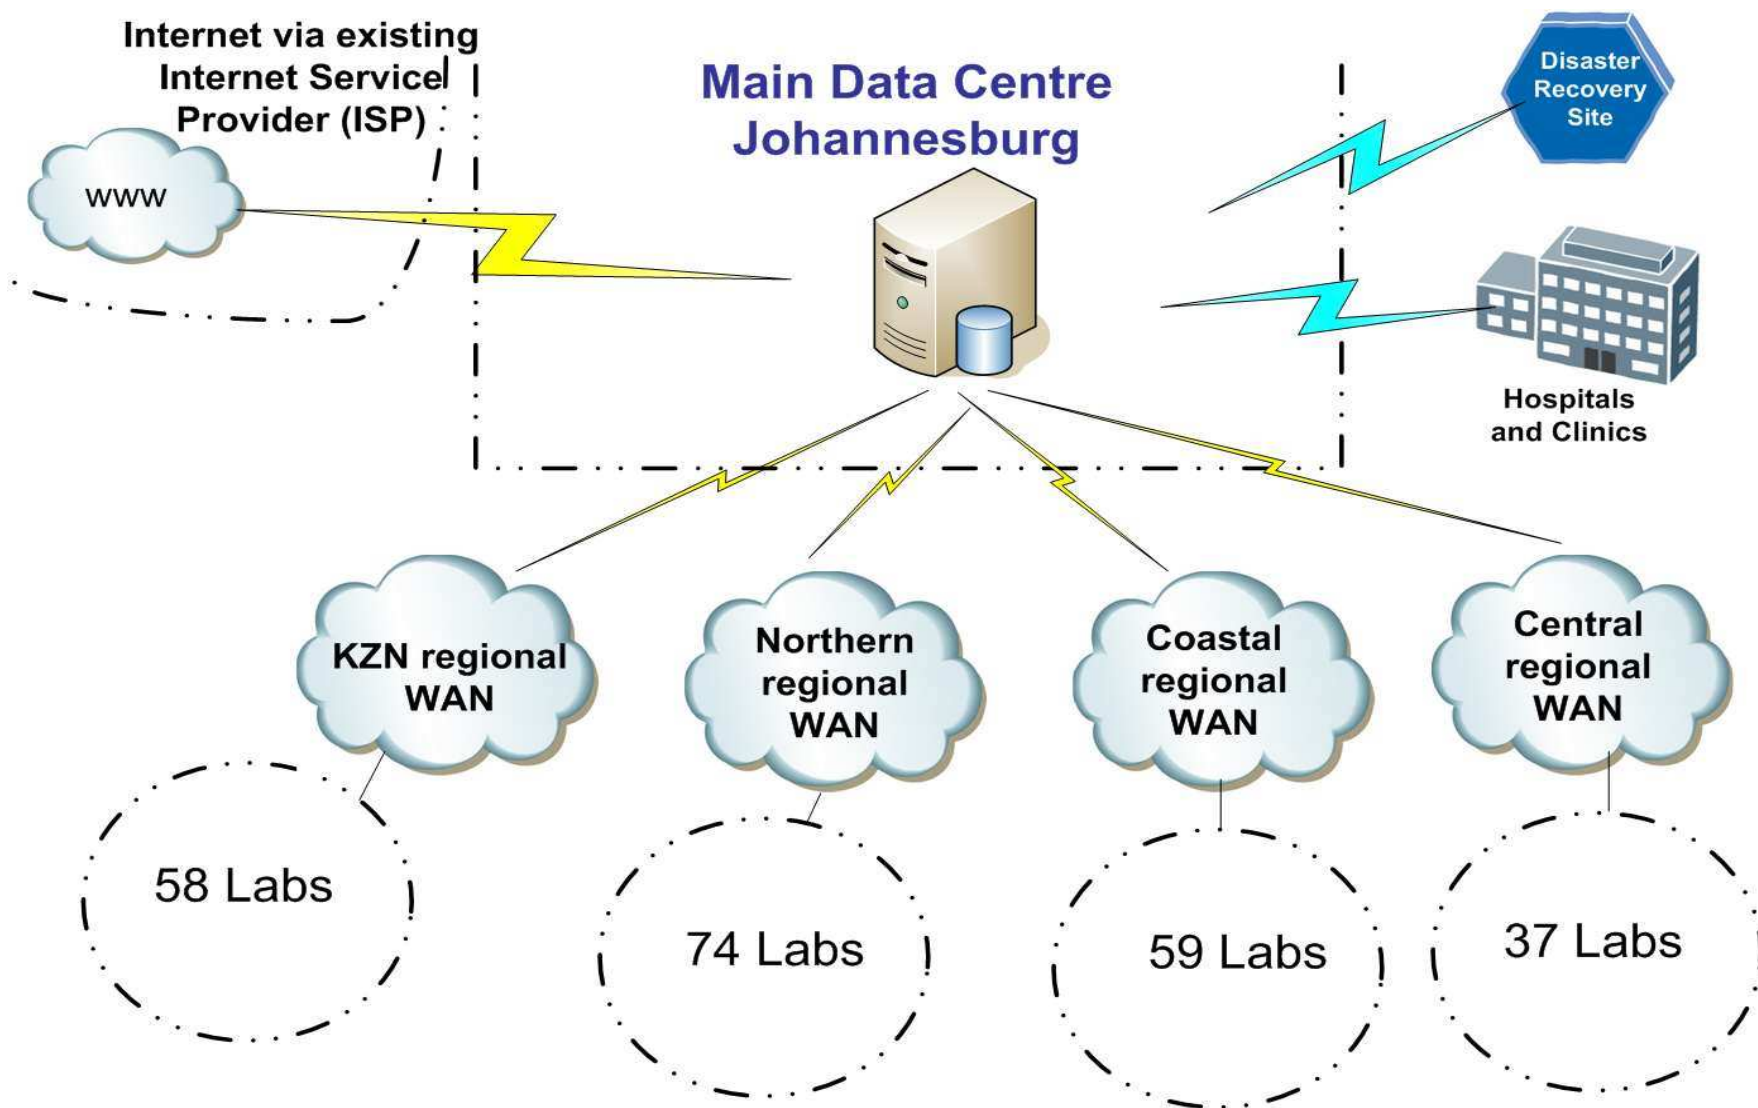 Internet via existing
Internet Service
Provider (ISP)
www
Main Data Centre
Johannesburg
Disaster
Recovery
Site
Hospitals
and Clinics
KZN regional
WAN
Northern
regional
WAN
Coastal
regional
WAN
Central
regional
WAN
58 Labs
74 Labs
59 Labs
37 Labs